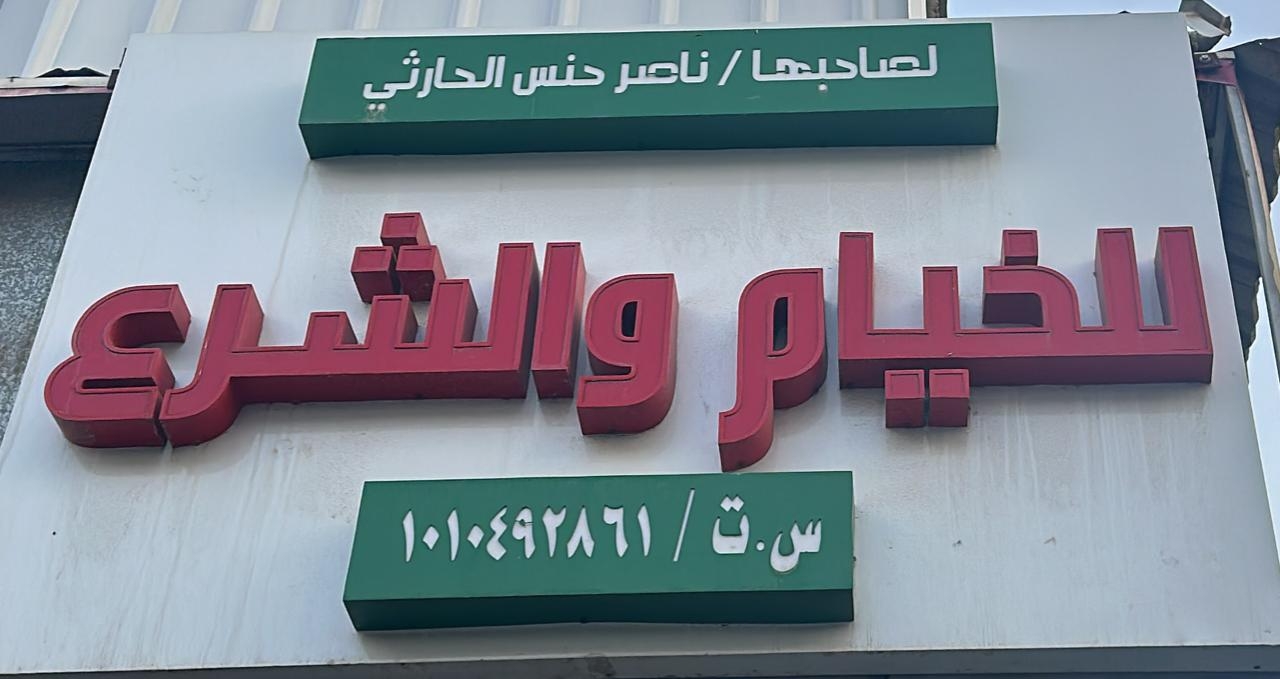 لصاحبها / ناصر حنس الحارثي
للخيام والشرع
س.ت / ١٠١٠٤٩٢٨٦١